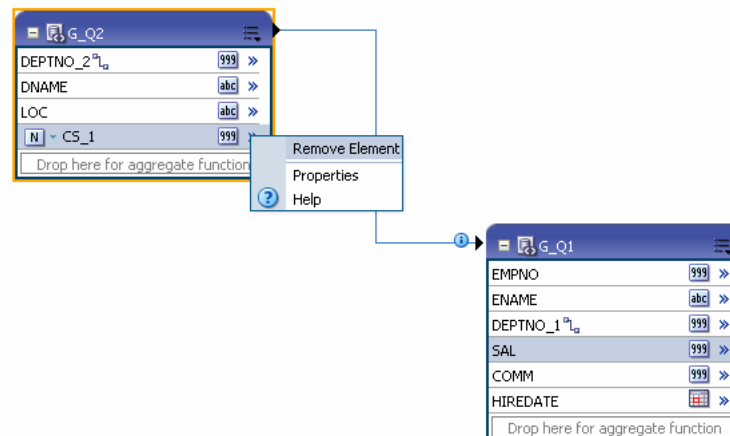 G_Q2
DEPTNO_2 999
DNAME abc
LOC abc
N CS_1 999
Drop here for aggregate function
Remove Element
Properties
? Help
i
G_Q1
EMPNO 999
ENAME abc
DEPTNO_1 999
SAL 999
COMM 999
HIREDATE
Drop here for aggregate function